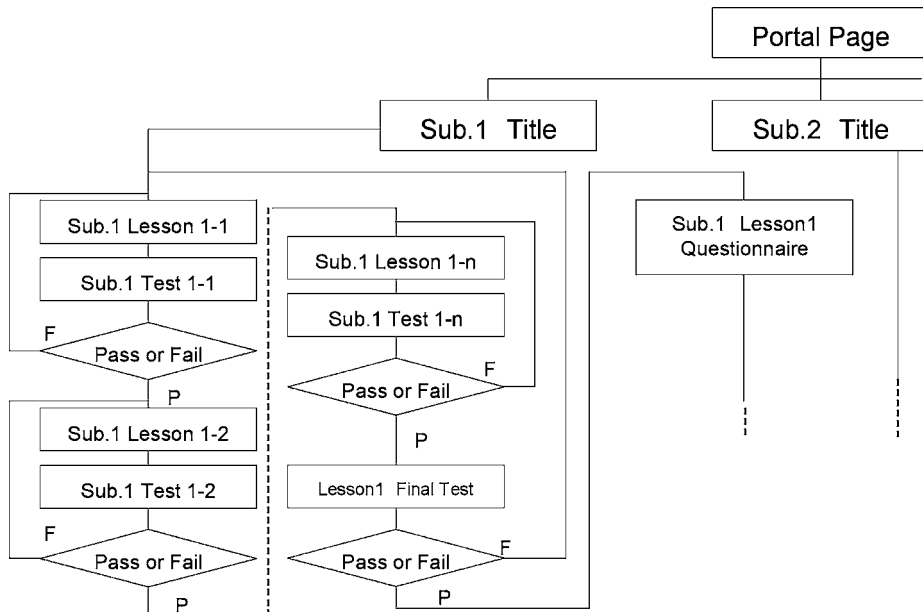 Portal Page
Sub.1 Title
Sub.2 Title
Sub.1 Lesson 1-1
Sub.1 Test 1-1
F
Pass or Fail
P
Sub.1 Lesson 1-2
Sub.1 Test 1-2
F
Pass or Fail
P
Sub.1 Lesson 1-n
Sub.1 Test 1-n
F
Pass or Fail
P
Lesson1 Final Test
F
Pass or Fail
P
Sub.1 Lesson1
Questionnaire